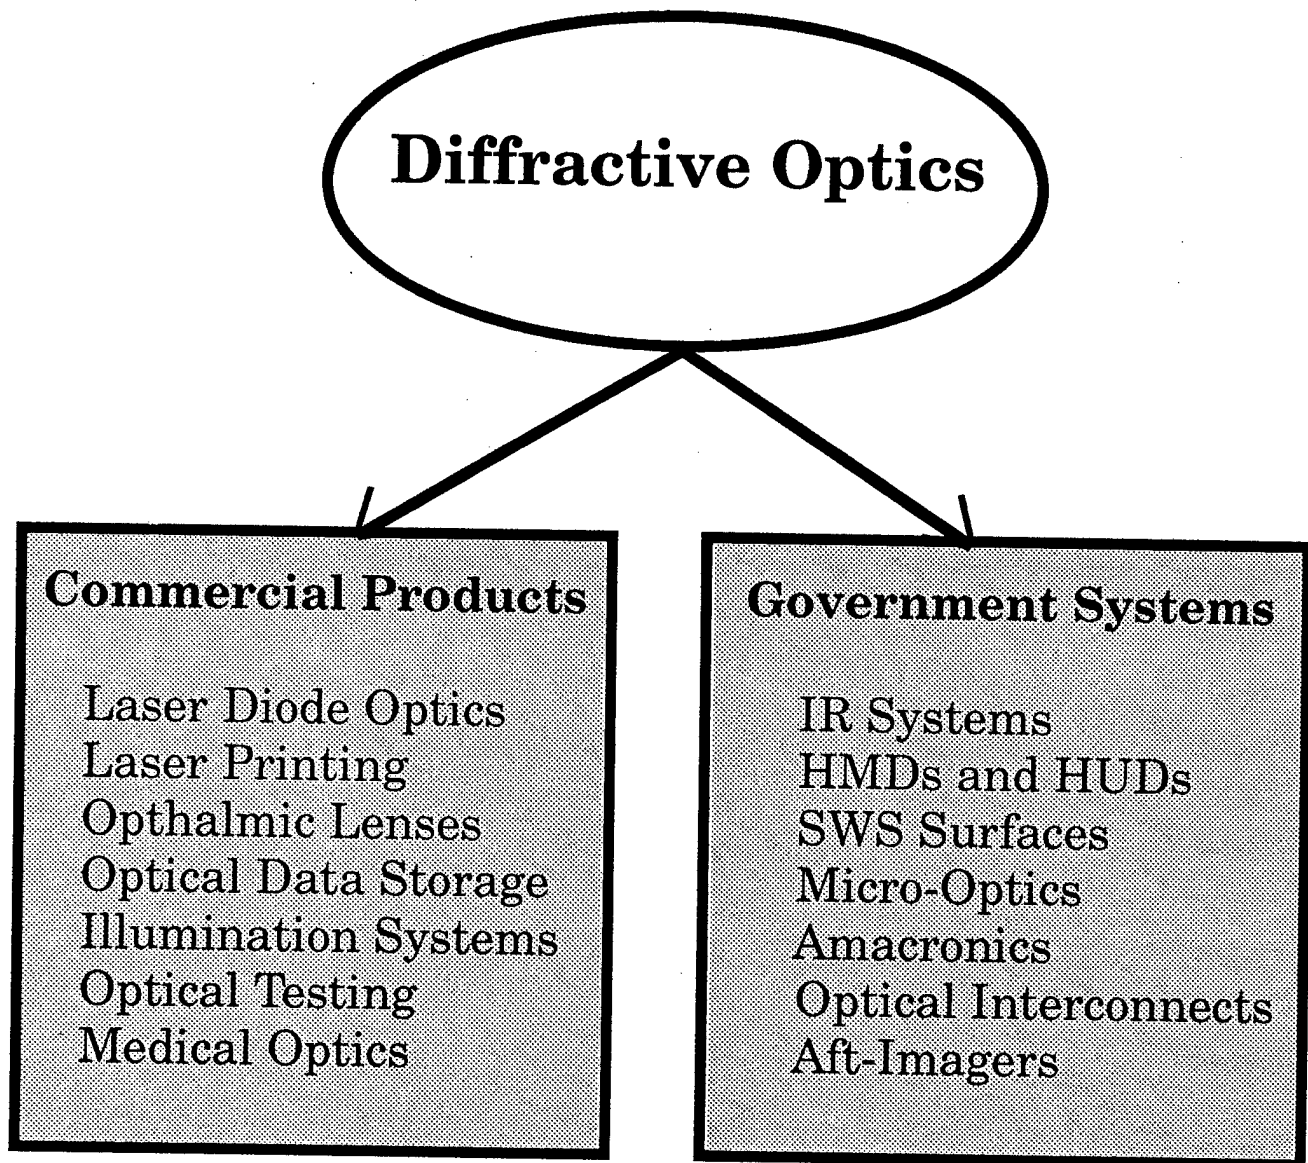 Diffractive Optics
Commercial Products
Laser Diode Optics
Laser Printing
Opthalmic Lenses
Optical Data Storage
Illumination Systems
Optical Testing
Medical Optics
Government Systems
IR Systems
HMDs and HUDs
SWS Surfaces
Micro-Optics
Amacronics
Optical Interconnects
Aft-Imagers